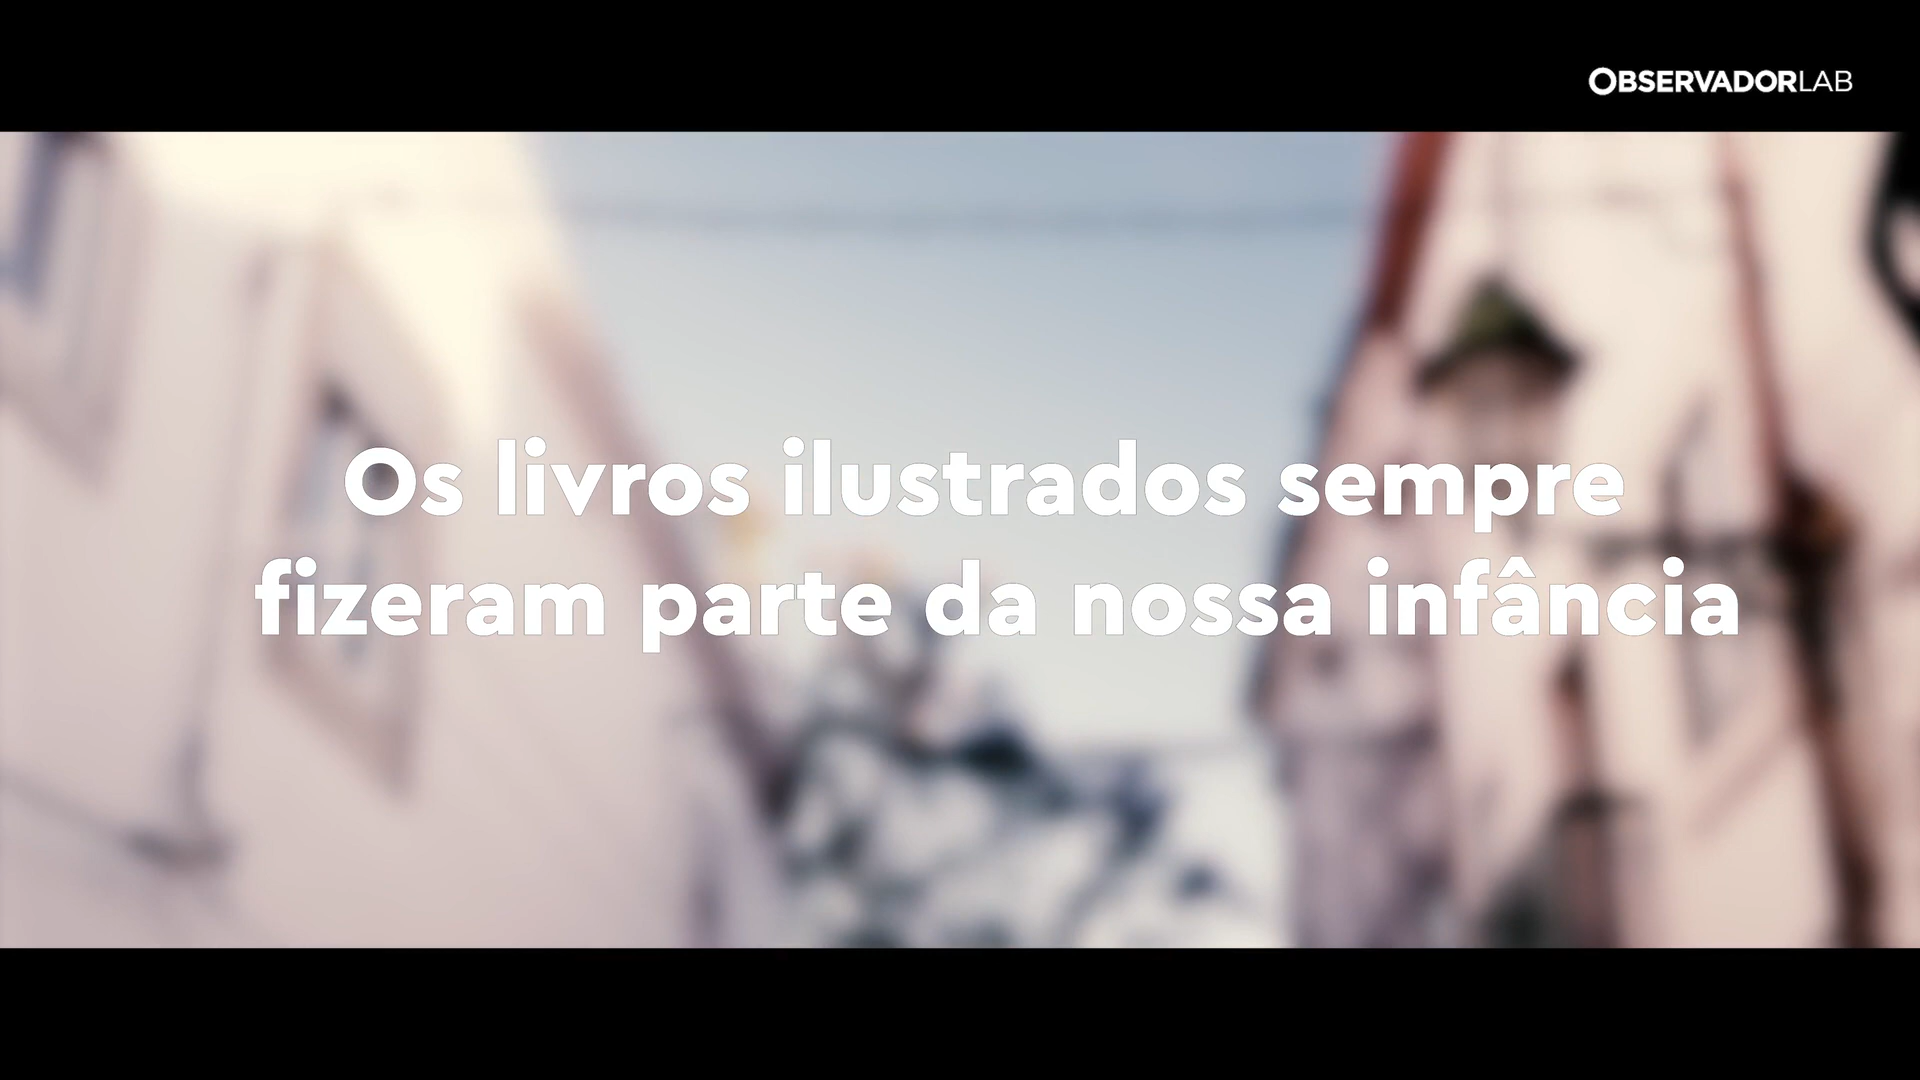 OBSERVADORLAB
Os livros ilustrados sempre
fizeram parte da nossa infância